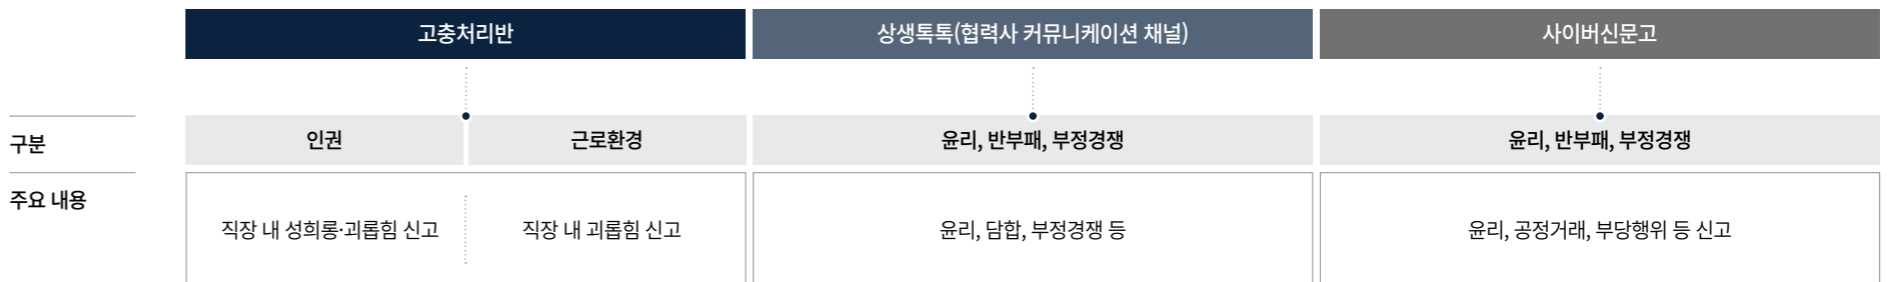 고충처리반
상생톡톡(협력사 커뮤니케이션 채널)
사이버신문고
구분
인권
근로환경
윤리, 반부패, 부정경쟁
윤리, 반부패, 부정경쟁
주요 내용
직장 내 성희롱·괴롭힘 신고
직장 내 괴롭힘 신고
윤리, 담합, 부정경쟁 등
윤리, 공정거래, 부당행위 등 신고